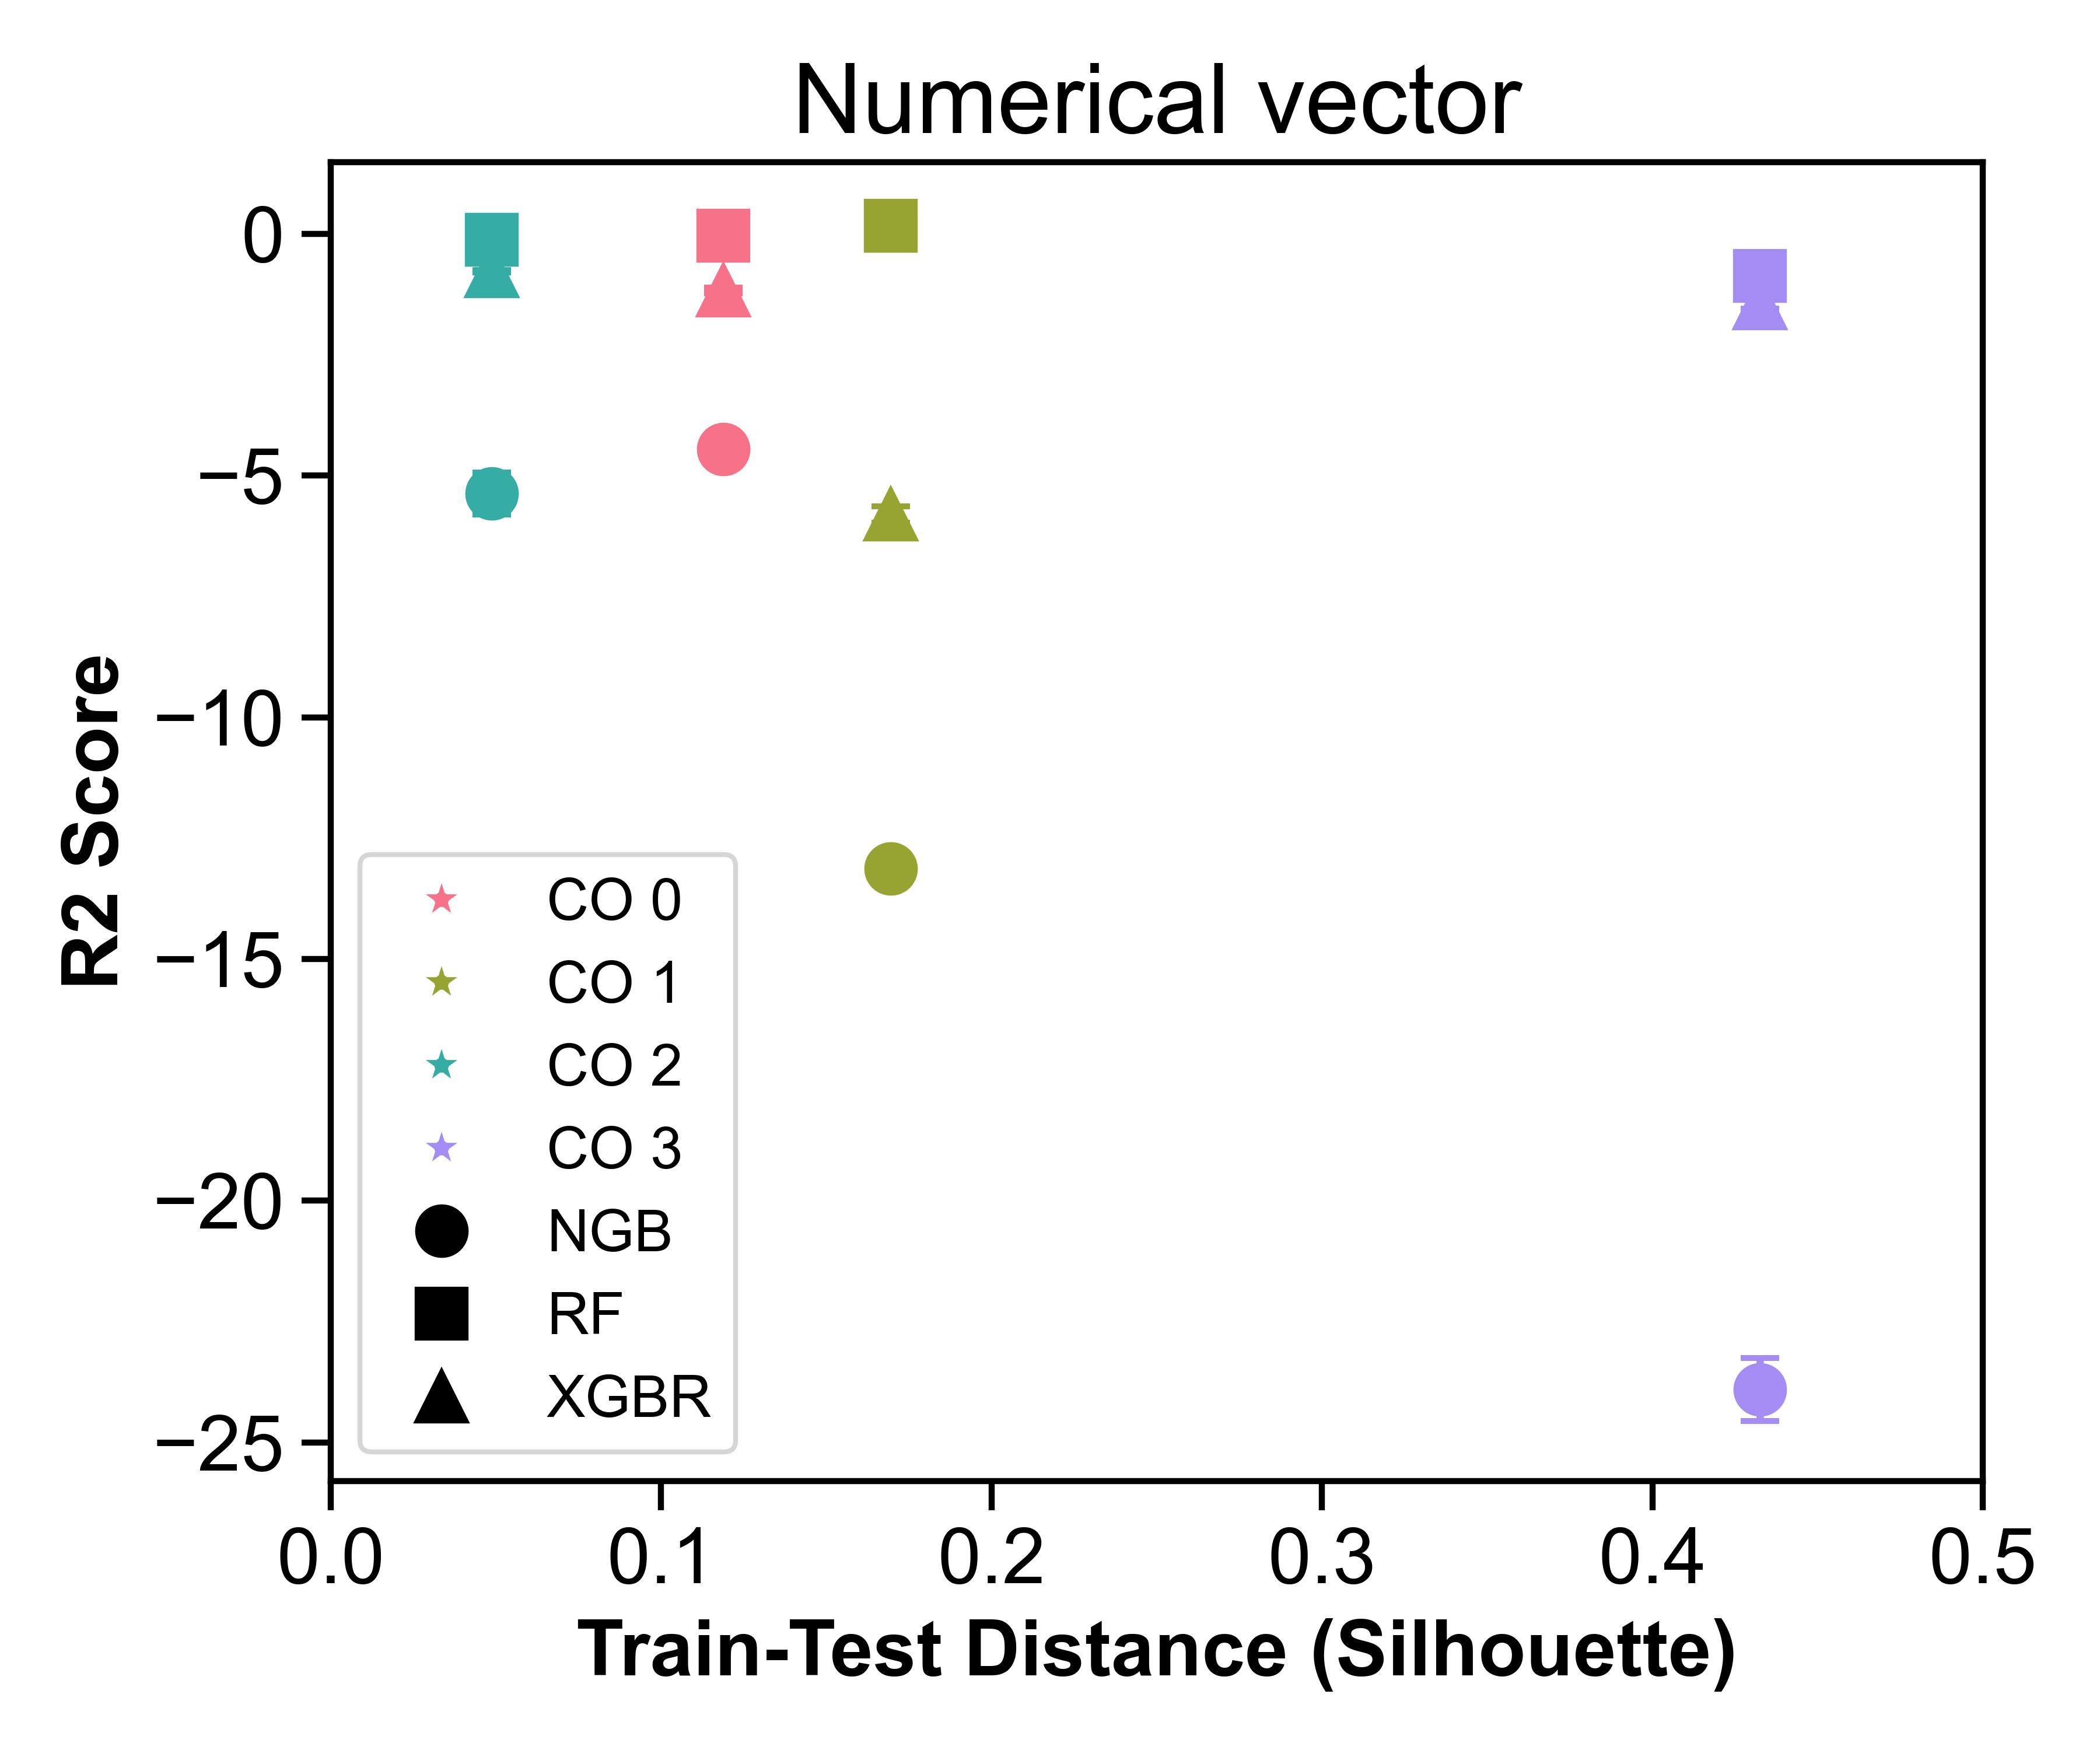 Numerical vector
R2 Score
0
−5
−10
−15
−20
−25
CO 0
CO 1
CO 2
CO 3
NGB
RF
XGBR
0.0 0.1 0.2 0.3 0.4 0.5
Train-Test Distance (Silhouette)